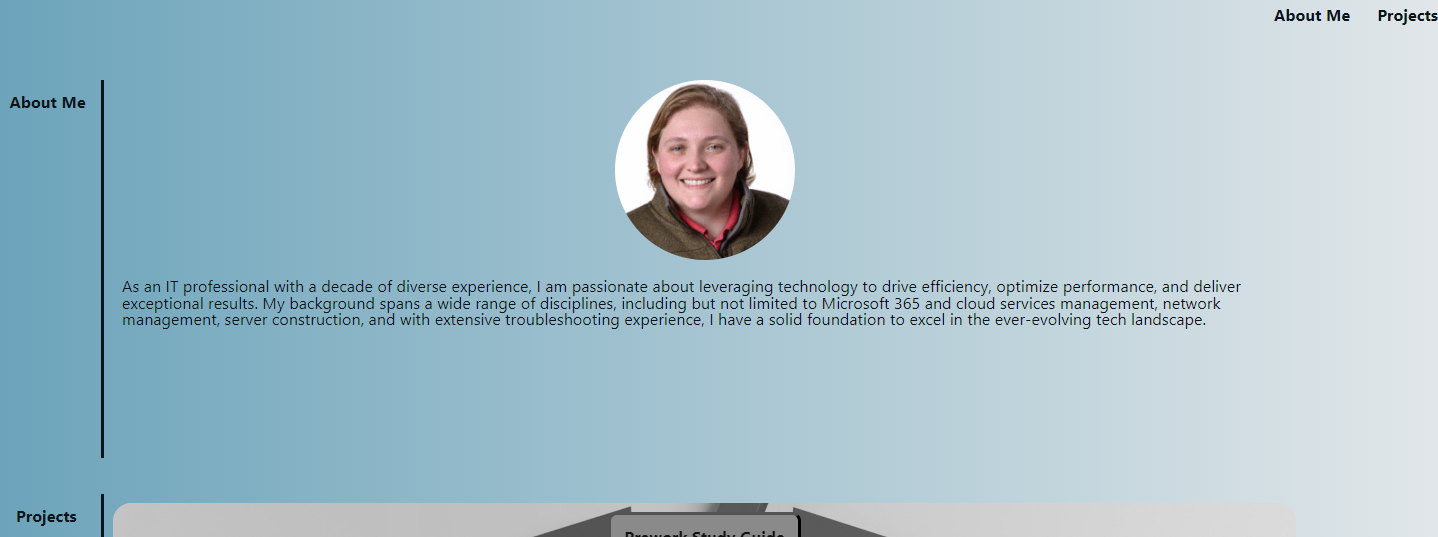 About Me Projects
About Me
As an IT professional with a decade of diverse experience, I am passionate about leveraging technology to drive efficiency, optimize performance, and deliver
exceptional results. My background spans a wide range of disciplines, including but not limited to Microsoft 365 and cloud services management, network
management, server construction, and with extensive troubleshooting experience, I have a solid foundation to excel in the ever-evolving tech landscape.
Projects
Prework Study Guide